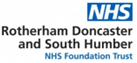 NHS
Rotherham Doncaster
and South Humber
NHS Foundation Trust